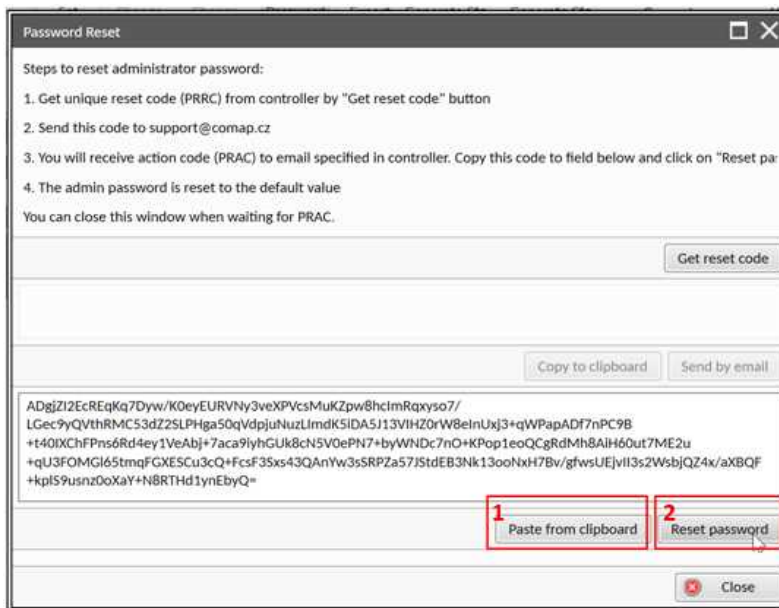 Password Reset
Steps to reset administrator password:
1. Get unique reset code (PRRC) from controller by "Get reset code" button
2. Send this code to support@comap.cz
3. You will receive action code (PRAC) to email specified in controller. Copy this code to field below and click on "Reset pa
4. The admin password is reset to the default value
You can close this window when waiting for PRAC.
Get reset code
Copy to clipboard Send by email
ADgjZI2EcREqKq7Dyw/K0eyEURVNy3veXPVcsMuKZpw8hcImRqxyso7/
LGec9yQVthRMC53dZ2SLPHga50qVdpjuNuzLImdK5iDA5J13VIHZ0rW8eInUxj3+qWPapADf7nPC9B
+t40IXChFPns6Rd4ey1VeAbj+7aca9iyhGUk8cN5V0ePN7+byWNDc7nO+KPop1eoQCgRdMh8AiH60ut7ME2u
+qU3FOMGl65tmqFGXESCu3cQ+FcsF3Sxs43QAnYw3sSRPZa57JStdEB3Nk13ooNxH7Bv/gfwsUEjvII3s2WsbjQZ4x/aXBQF
+kplS9usnz0oXaY+N8RTHd1ynEbyQ=
1 2
Paste from clipboard Reset password
Close